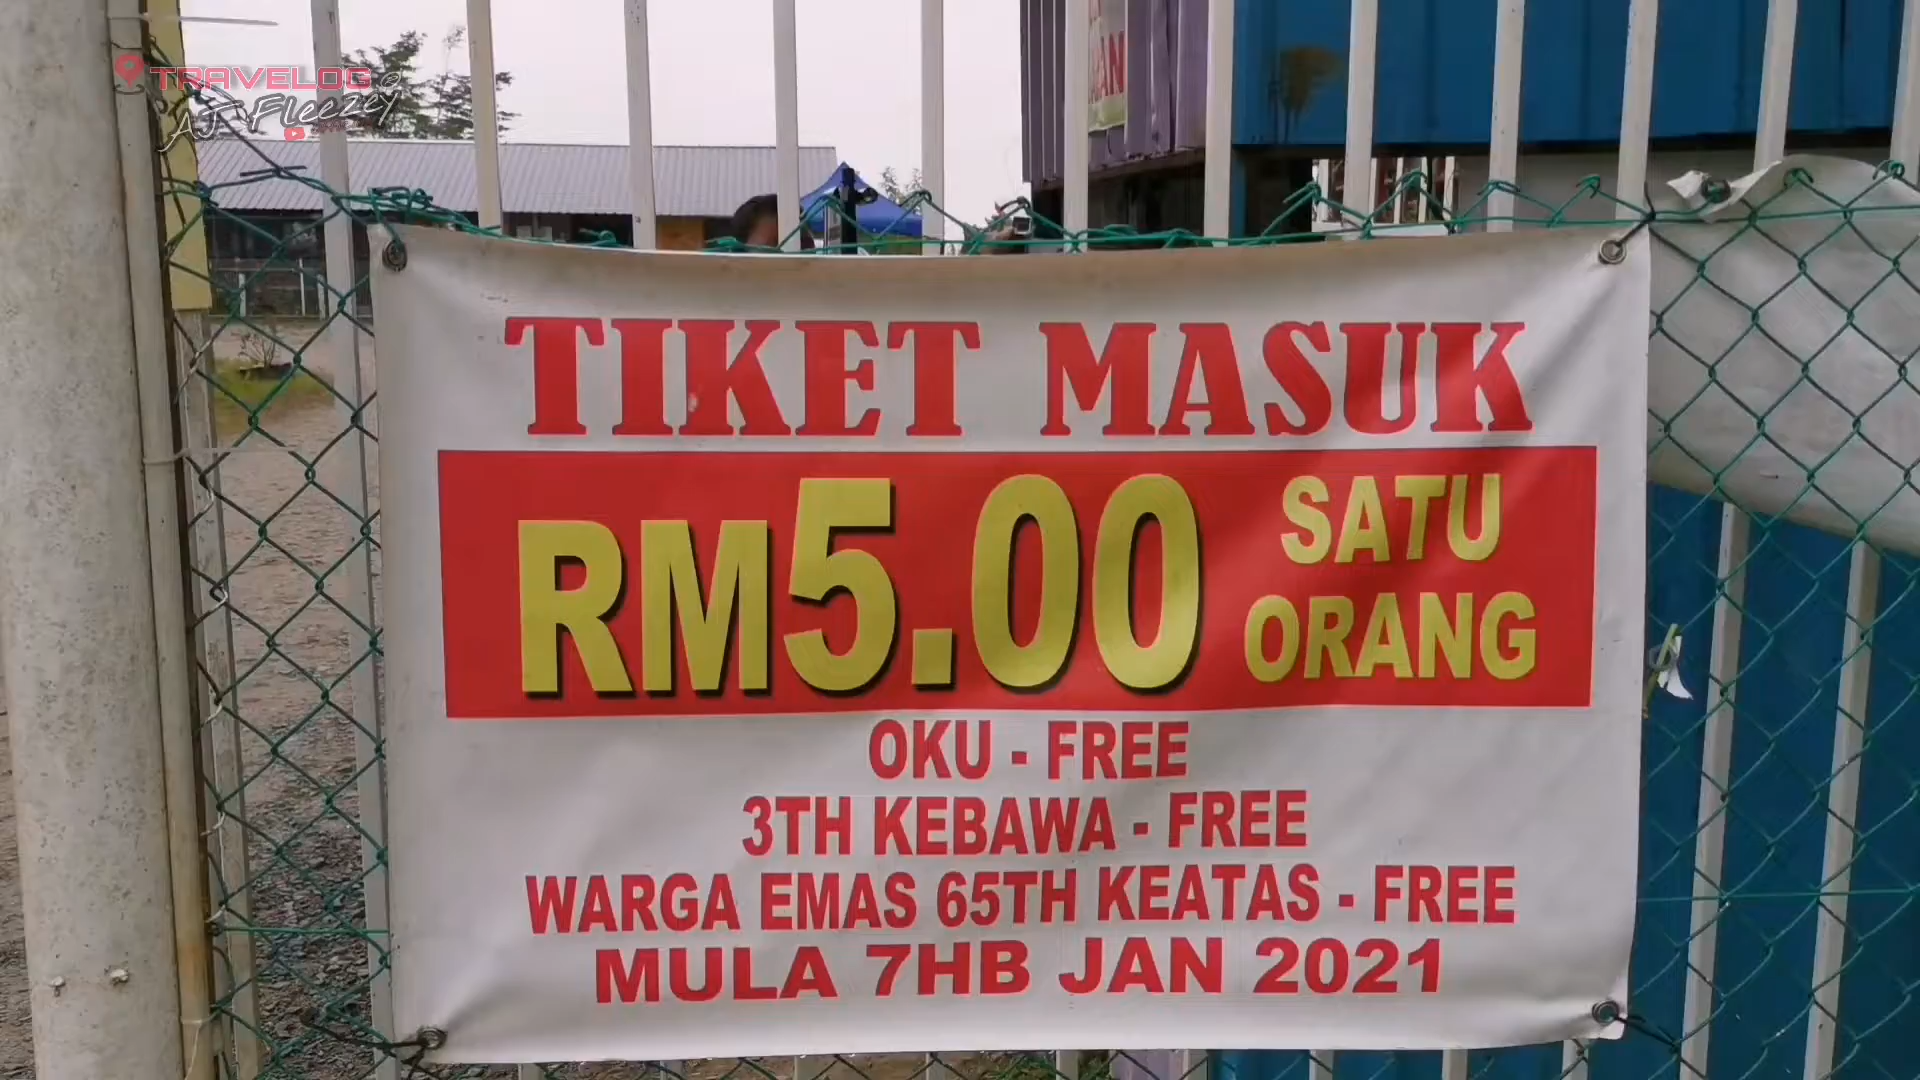 TRAVELOG
AJ Fleezey
TIKET MASUK
RM5.00 SATU
ORANG
OKU - FREE
3TH KEBAWA - FREE
WARGA EMAS 65TH KEATAS - FREE
MULA 7HB JAN 2021